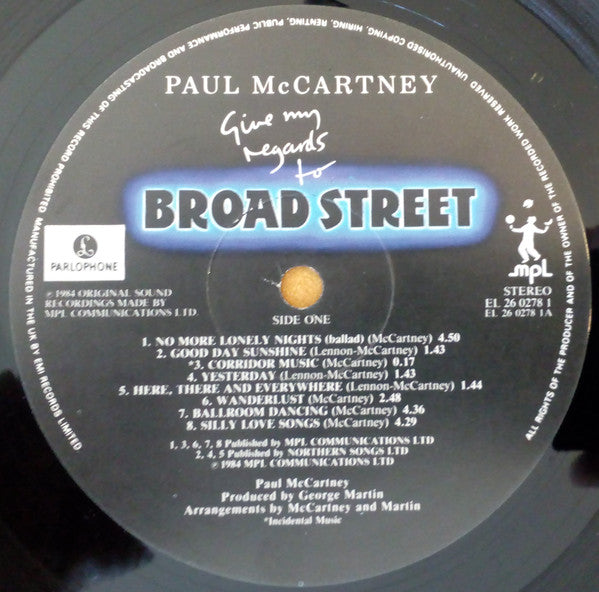 PAUL McCARTNEY
Give my
regards
to
BROAD STREET
PARLOPHONE
mpl
℗ 1984 ORIGINAL SOUND
RECORDINGS MADE BY
MPL COMMUNICATIONS LTD.
STEREO
EL 26 0278 1
EL 26 0278 1A
SIDE ONE
1. NO MORE LONELY NIGHTS (ballad) (McCartney) 4.50
2. GOOD DAY SUNSHINE (Lennon-McCartney) 1.43
*3. CORRIDOR MUSIC (McCartney) 0.17
4. YESTERDAY (Lennon-McCartney) 1.43
5. HERE, THERE AND EVERYWHERE (Lennon-McCartney) 1.44
6. WANDERLUST (McCartney) 2.48
7. BALLROOM DANCING (McCartney) 4.36
8. SILLY LOVE SONGS (McCartney) 4.29
1, 3, 6, 7, 8 Published by MPL COMMUNICATIONS LTD
2, 4, 5 Published by NORTHERN SONGS LTD
℗ 1984 MPL COMMUNICATIONS LTD
Paul McCartney
Produced by George Martin
Arrangements by McCartney and Martin
*Incidental Music
ALL RIGHTS OF THE PRODUCER AND OF THE OWNER OF THE RECORDED WORK RESERVED UNAUTHORISED COPYING, HIRING, RENTING, PUBLIC PERFORMANCE AND BROADCASTING OF THIS RECORD PROHIBITED MANUFACTURED IN THE UK BY EMI RECORDS LIMITED